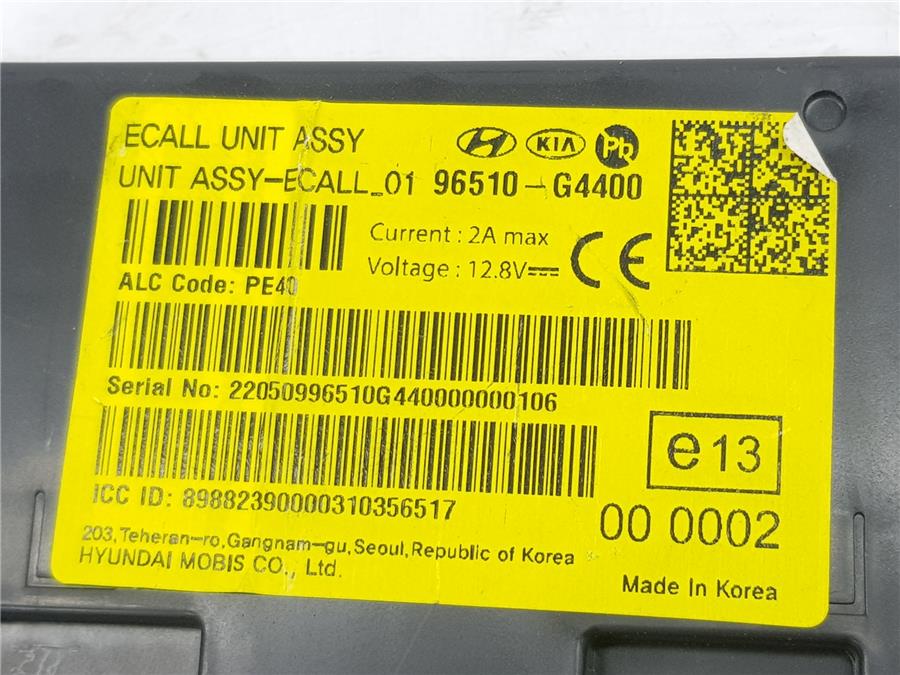 ECALL UNIT ASSY
KIA
Pb
UNIT ASSY-ECALL_01 96510-G4400
Current : 2A max
Voltage : 12.8V
CE
ALC Code: PE40
Serial No: 22050996510G440000000106
e13
ICC ID: 89882390000310356517
00 0002
203, Teheran-ro, Gangnam-gu, Seoul, Republic of Korea
HYUNDAI MOBIS CO., Ltd.
Made In Korea